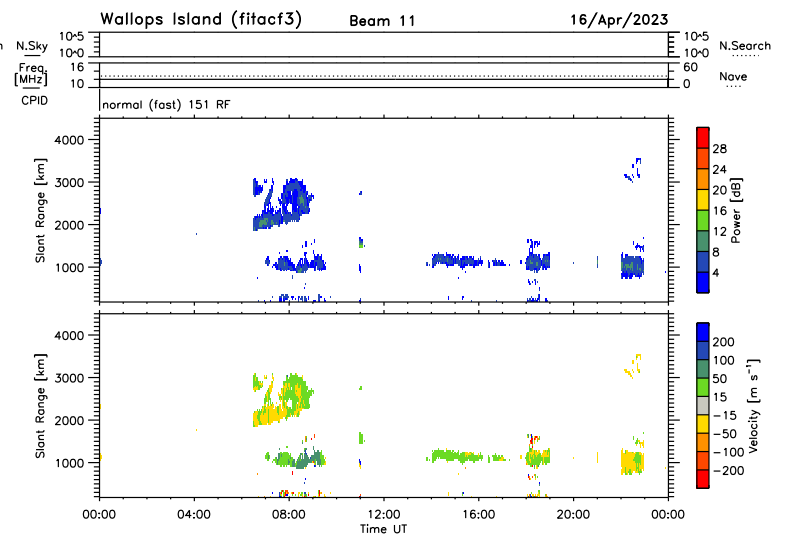 Wallops Island (fitacf3) Beam 11 16/Apr/2023
n N.Sky 10^5 10^0 10^5 10^0 N.Search
Freq. [MHz] 16 10 60 0 Nave
CPID normal (fast) 151 RF
Slant Range [km] 4000 3000 2000 1000
28 24 20 16 12 8 4 Power [dB]
Slant Range [km] 4000 3000 2000 1000
200 100 50 15 -15 -50 -100 -200 Velocity [m s⁻¹]
00:00 04:00 08:00 12:00 16:00 20:00 00:00
Time UT